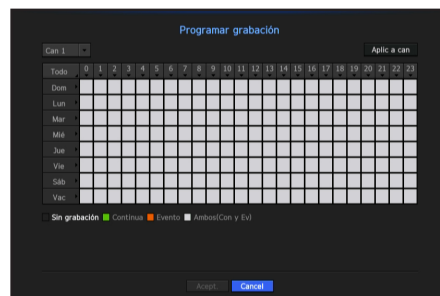 Programar grabación
Can 1
Aplic a can
Todo 0 1 2 3 4 5 6 7 8 9 10 11 12 13 14 15 16 17 18 19 20 21 22 23
Dom
Lun
Mar
Mié
Jue
Vie
Sáb
Vac
Sin grabación Continua Evento Ambos(Con y Ev)
Acept. Cancel